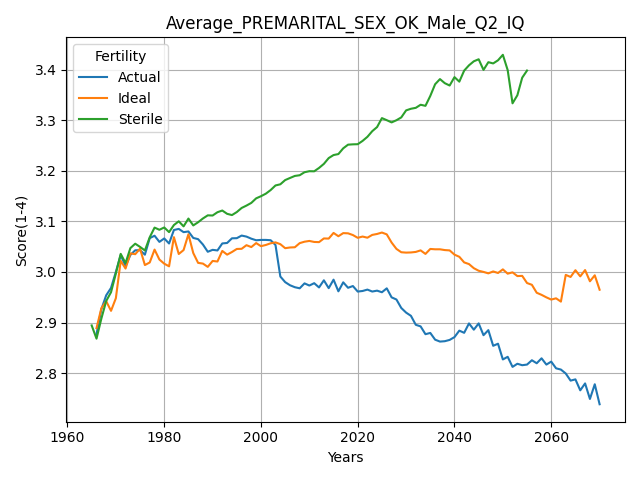 Average_PREMARITAL_SEX_OK_Male_Q2_IQ
Fertility
Actual
Ideal
Sterile
Score(1-4)
3.4
3.3
3.2
3.1
3.0
2.9
2.8
1960 1980 2000 2020 2040 2060
Years